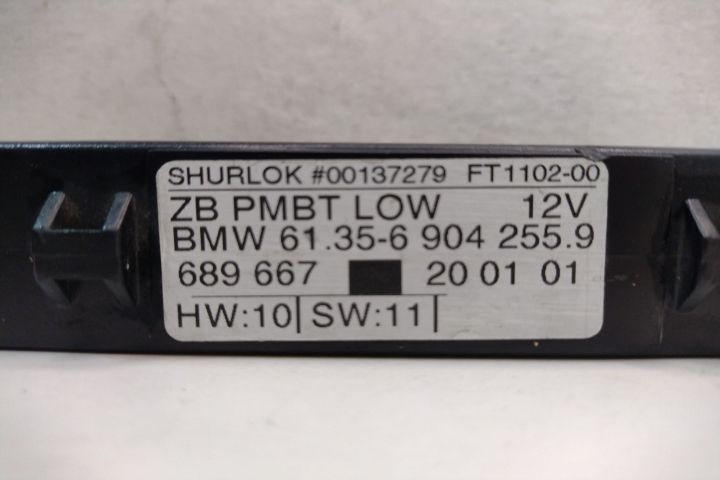 SHURLOK #00137279 FT1102-00
ZB PMBT LOW 12V
BMW 61.35-6 904 255.9
689 667 20 01 01
HW:10 SW:11